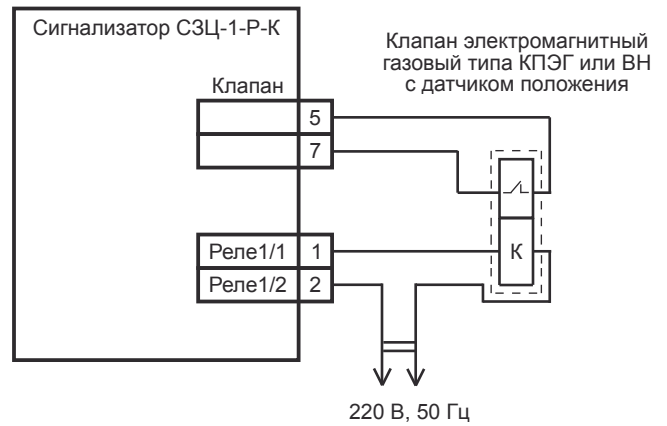 Сигнализатор СЗЦ-1-Р-К
Клапан электромагнитный
газовый типа КПЭГ или ВН
с датчиком положения
Клапан
5
7
Реле1/1 1
Реле1/2 2
К
220 В, 50 Гц